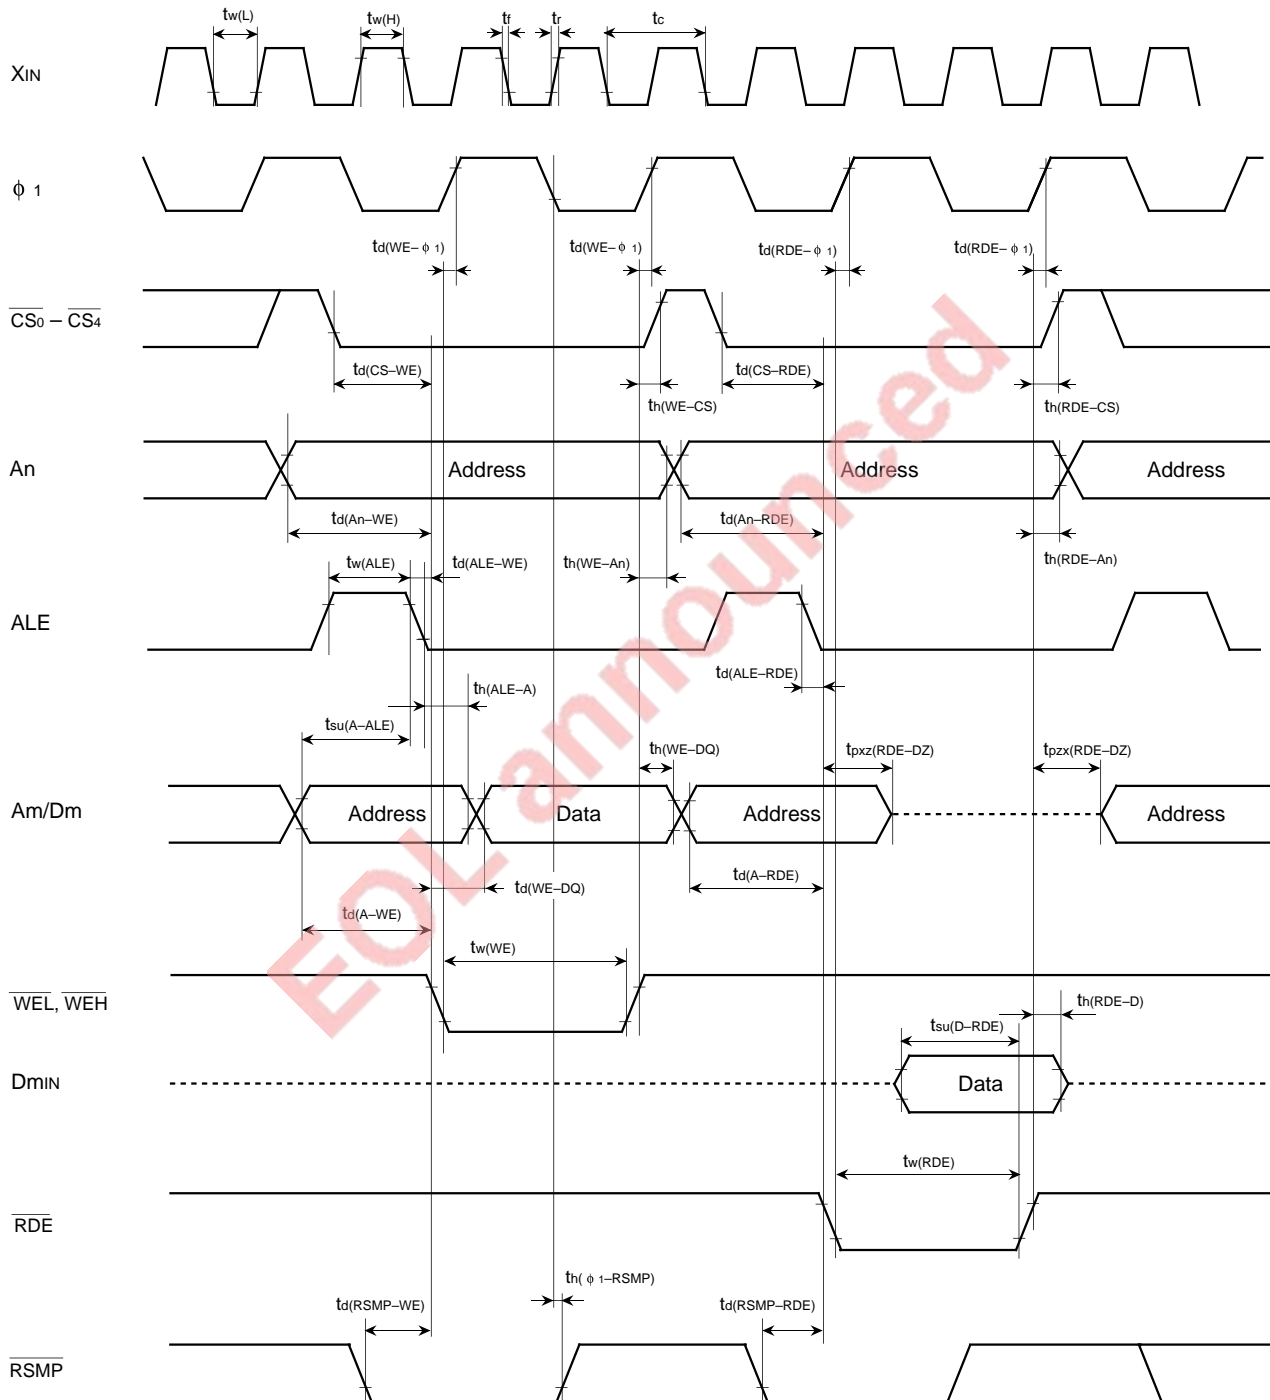 tw(L) tw(H) tf tr tc
XIN
ϕ 1
td(WE–ϕ 1) td(WE–ϕ 1) td(RDE–ϕ 1) td(RDE–ϕ 1)
CS0 – CS4
td(CS–WE) td(CS–RDE)
th(WE–CS) th(RDE–CS)
An Address Address Address
td(An–WE) td(An–RDE)
tw(ALE) td(ALE–WE) th(WE–An) th(RDE–An)
ALE
td(ALE–RDE)
th(ALE–A)
tsu(A–ALE) th(WE–DQ) tpxz(RDE–DZ) tpzx(RDE–DZ)
Am/Dm Address Data Address Address
td(WE–DQ) td(A–RDE)
td(A–WE)
tw(WE)
WEL, WEH
th(RDE–D)
tsu(D–RDE)
DmIN Data
tw(RDE)
RDE
th(ϕ 1–RSMP)
td(RSMP–WE) td(RSMP–RDE)
RSMP
EOL announced